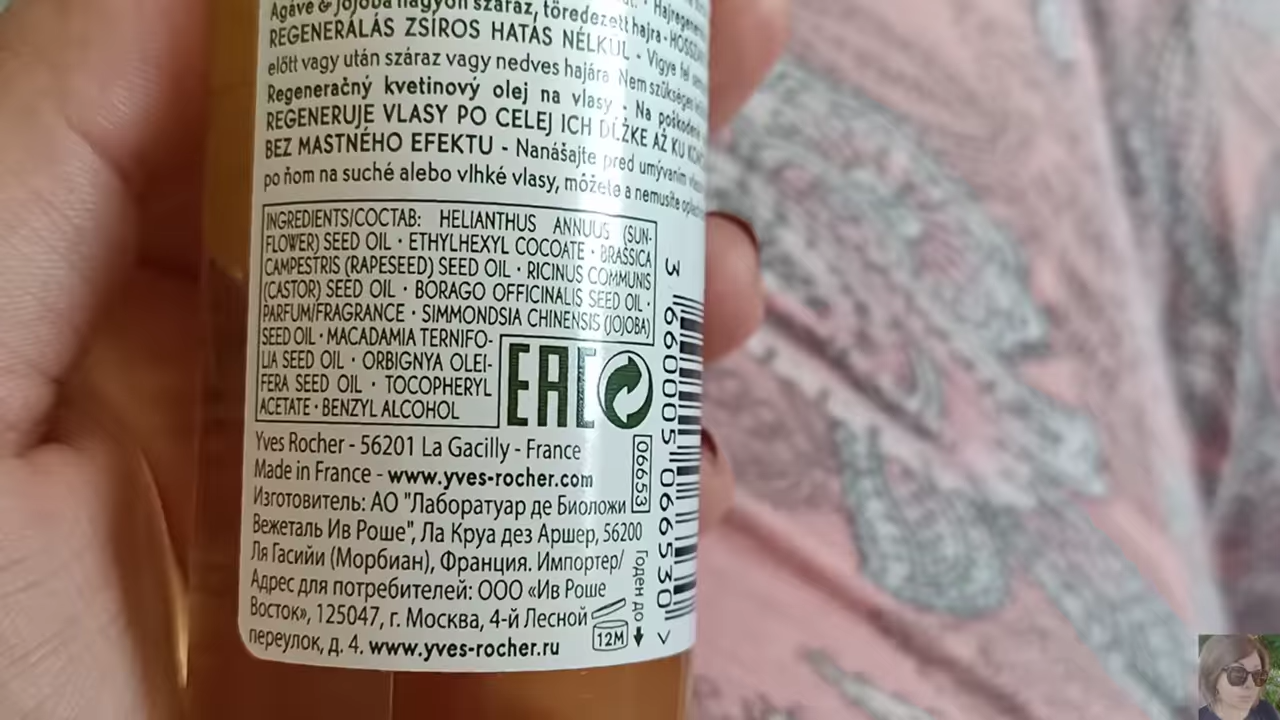 Agáve & Jojoba nagyon száraz, töredezett hajra - HOSSZAN
REGENERÁLÁS ZSÍROS HATÁS NÉLKÜL - Vigye fel
előtt vagy után száraz vagy nedves hajára. Nem szükséges
Regeneračný kvetinový olej na vlasy - Na poškodené
REGENERUJE VLASY PO CELEJ ICH DĹŽKE AŽ KU
BEZ MASTNÉHO EFEKTU - Nanášajte pred umývaním
po ňom na suché alebo vlhké vlasy, môžete a nemusíte
INGREDIENTS/СОСТАВ: HELIANTHUS ANNUUS (SUN-
FLOWER) SEED OIL • ETHYLHEXYL COCOATE • BRASSICA
CAMPESTRIS (RAPESEED) SEED OIL • RICINUS COMMUNIS
(CASTOR) SEED OIL • BORAGO OFFICINALIS SEED OIL •
PARFUM/FRAGRANCE • SIMMONDSIA CHINENSIS (JOJOBA)
SEED OIL • MACADAMIA TERNIFO-
LIA SEED OIL • ORBIGNYA OLEI-
FERA SEED OIL • TOCOPHERYL
ACETATE • BENZYL ALCOHOL
EAC
Yves Rocher - 56201 La Gacilly - France
Made in France - www.yves-rocher.com
Изготовитель: АО "Лаборатуар де Биоложи
Вежеталь Ив Роше", Ла Круа дез Аршер, 56200
Ля Гасийи (Морбиан), Франция. Импортер/
Адрес для потребителей: ООО «Ив Роше
Восток», 125047, г. Москва, 4-й Лесной
переулок, д. 4. www.yves-rocher.ru
06653
Годен до
12M
3 660005 066530 >